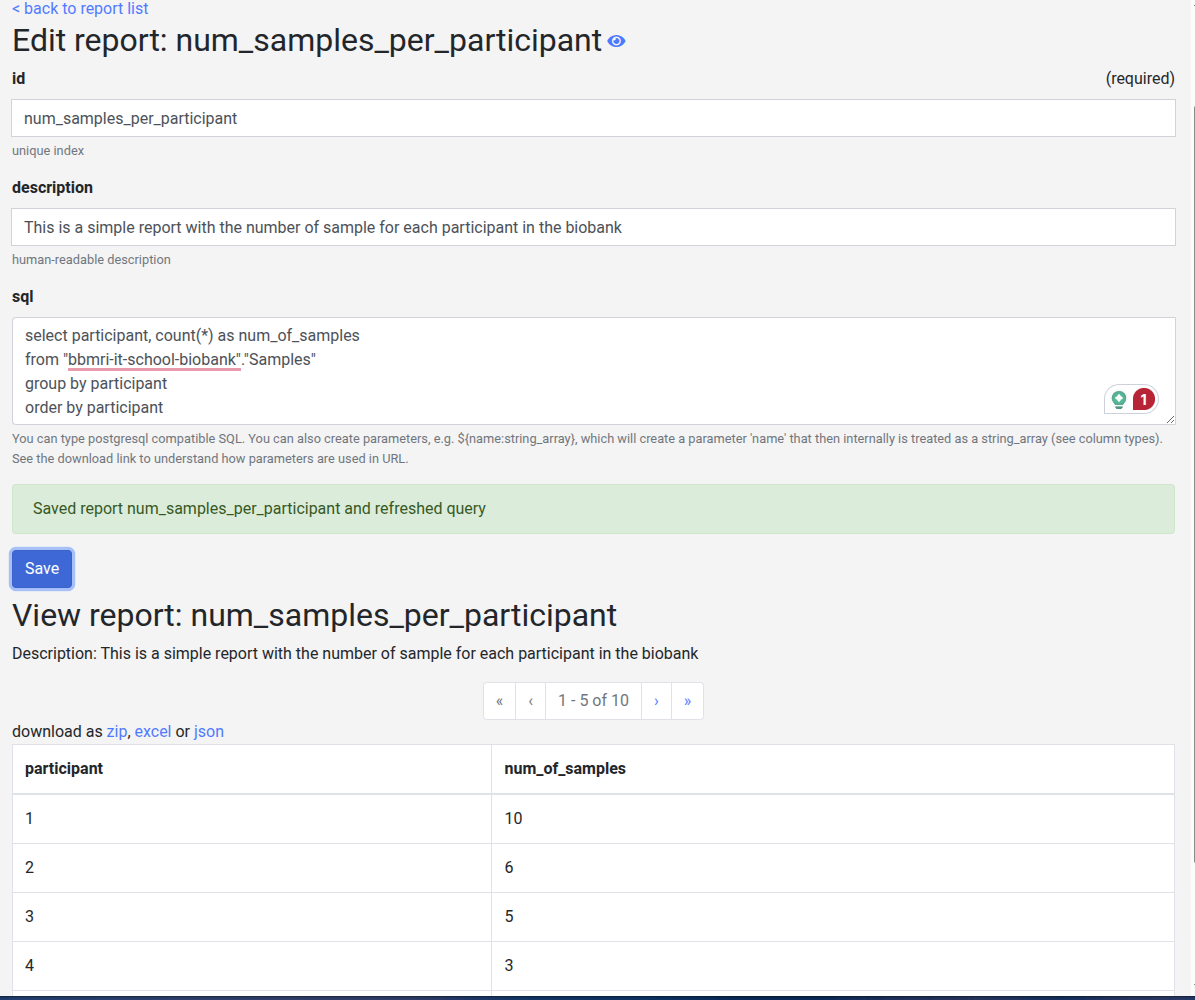 < back to report list
Edit report: num_samples_per_participant
id (required)
num_samples_per_participant
unique index
description
This is a simple report with the number of sample for each participant in the biobank
human-readable description
sql
select participant, count(*) as num_of_samples
from "bbmri-it-school-biobank"."Samples"
group by participant
order by participant
1
You can type postgresql compatible SQL. You can also create parameters, e.g. ${name:string_array}, which will create a parameter 'name' that then internally is treated as a string_array (see column types).
See the download link to understand how parameters are used in URL.
Saved report num_samples_per_participant and refreshed query
Save
View report: num_samples_per_participant
Description: This is a simple report with the number of sample for each participant in the biobank
« ‹ 1 - 5 of 10 › »
download as zip, excel or json
participant num_of_samples
1 10
2 6
3 5
4 3